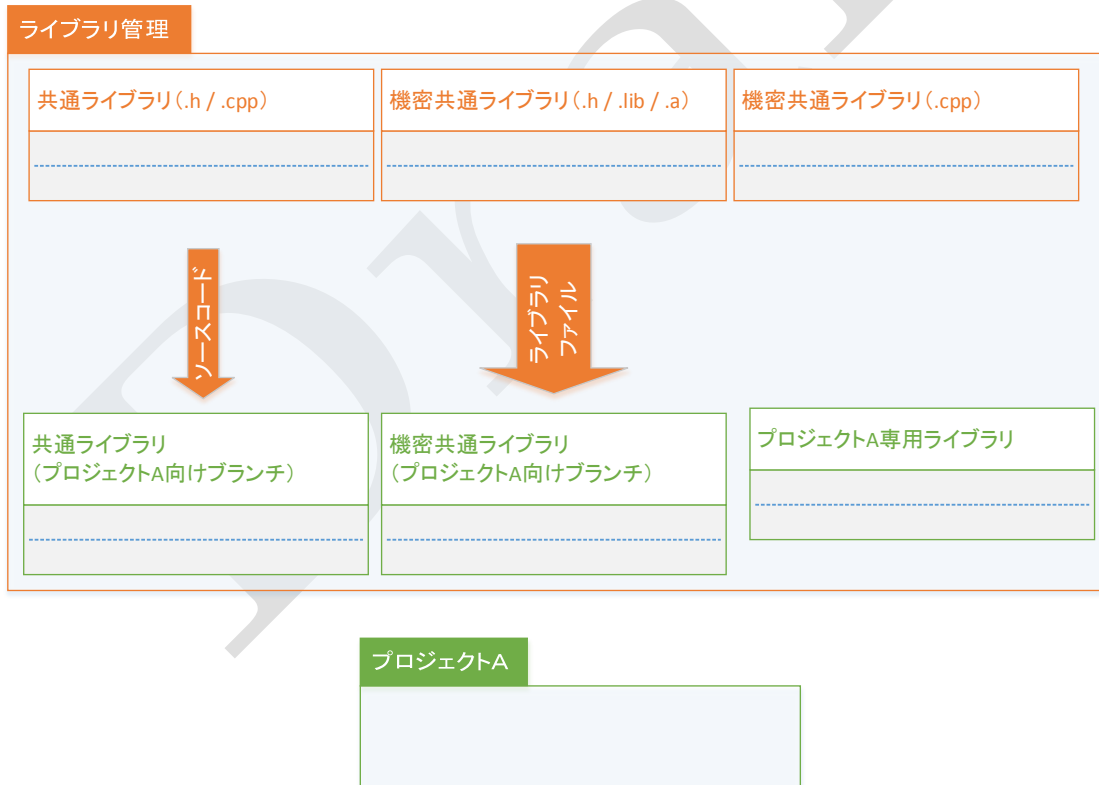 ライブラリ管理
共通ライブラリ(.h / .cpp)
機密共通ライブラリ(.h / .lib / .a)
機密共通ライブラリ(.cpp)
ソースコード
ライブラリ
ファイル
共通ライブラリ
(プロジェクトA向けブランチ)
機密共通ライブラリ
(プロジェクトA向けブランチ)
プロジェクトA専用ライブラリ
プロジェクトA